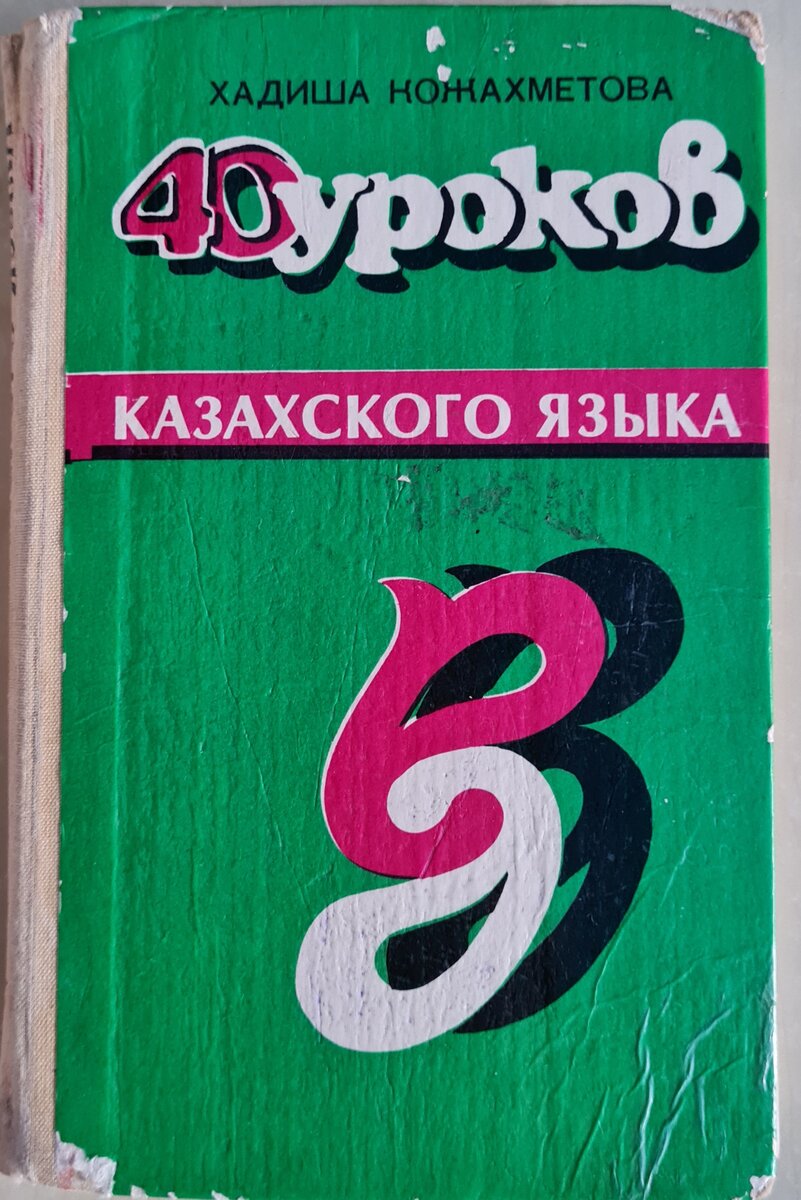 ХАДИША КОЖАХМЕТОВА
40 уроков
КАЗАХСКОГО ЯЗЫКА